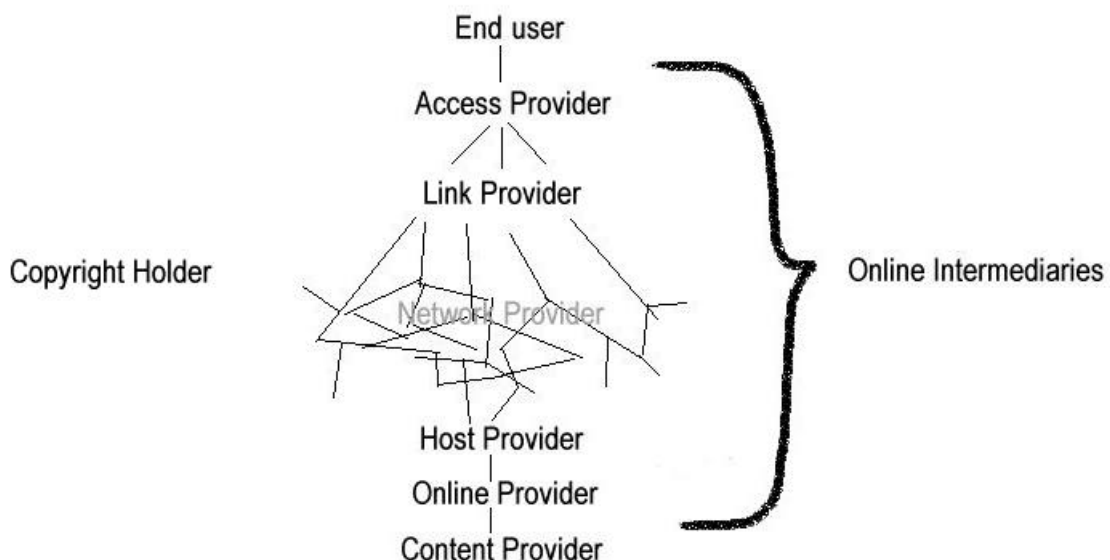 End user
Access Provider
Link Provider
Copyright Holder
Online Intermediaries
Network Provider
Host Provider
Online Provider
Content Provider